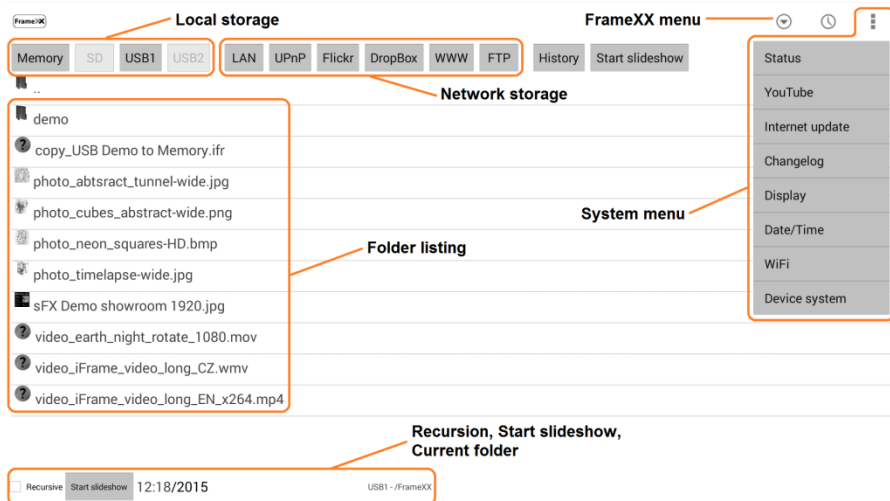 FrameXX
Local storage
FrameXX menu
Memory SD USB1 USB2 LAN UPnP Flickr DropBox WWW FTP History Start slideshow
Status
YouTube
Internet update
Changelog
Display
Date/Time
WiFi
Device system
Network storage
System menu
..
demo
? copy_USB Demo to Memory.ifr
photo_abtsract_tunnel-wide.jpg
photo_cubes_abstract-wide.png
photo_neon_squares-HD.bmp
photo_timelapse-wide.jpg
sFX Demo showroom 1920.jpg
? video_earth_night_rotate_1080.mov
? video_iFrame_video_long_CZ.wmv
? video_iFrame_video_long_EN_x264.mp4
Folder listing
Recursion, Start slideshow,
Current folder
Recursive Start slideshow 12:18/2015 USB1 - /FrameXX